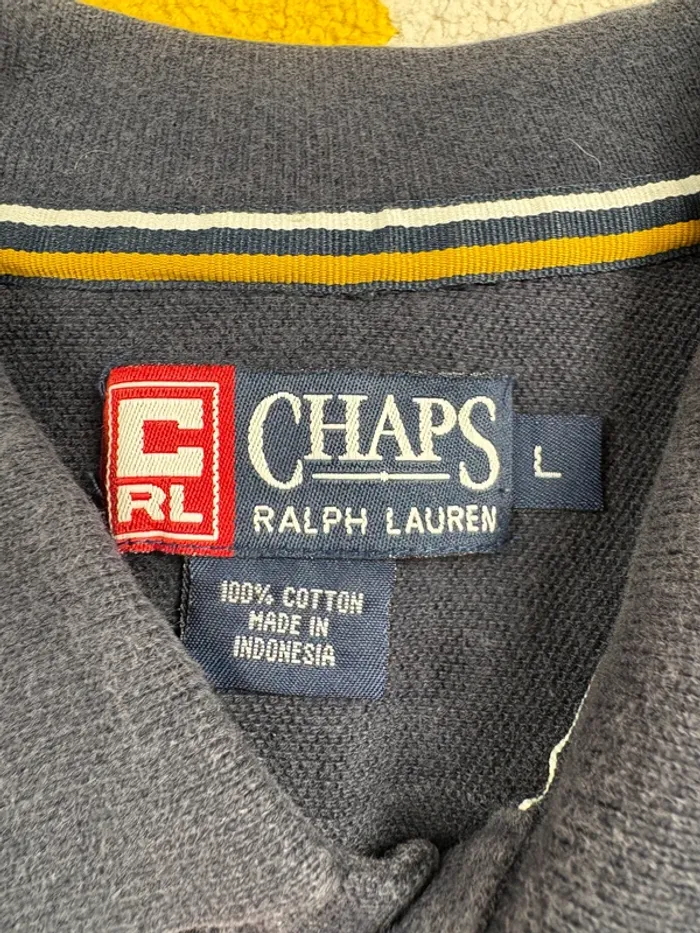 C
RL
CHAPS
RALPH LAUREN
L
100% COTTON
MADE IN
INDONESIA